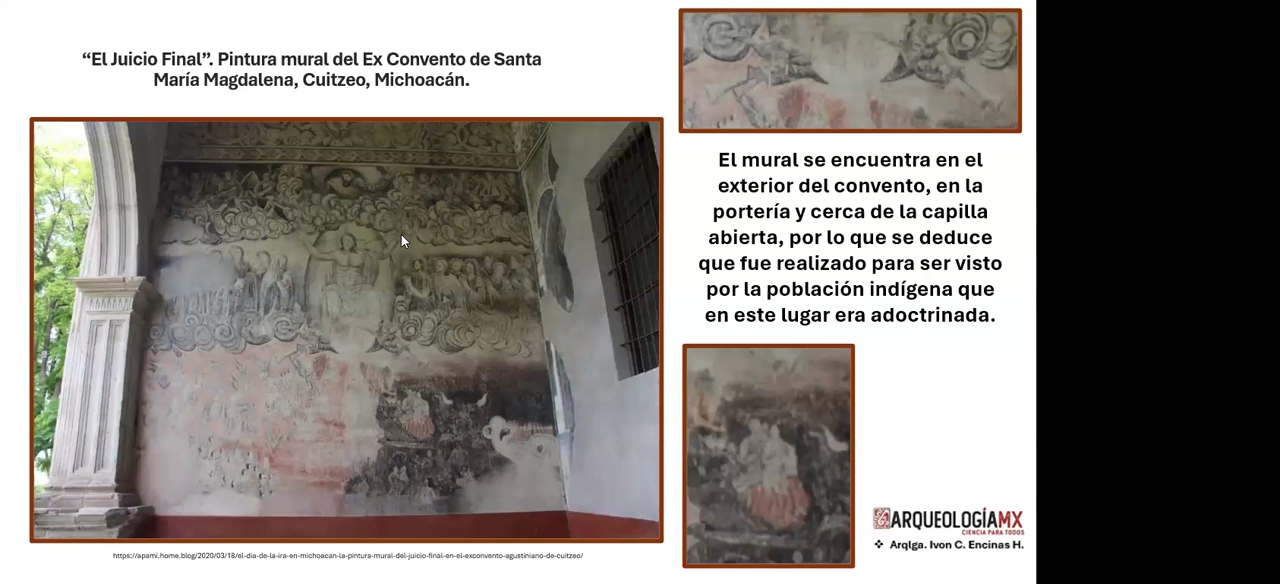 “El Juicio Final”. Pintura mural del Ex Convento de Santa
María Magdalena, Cuitzeo, Michoacán.
El mural se encuentra en el
exterior del convento, en la
portería y cerca de la capilla
abierta, por lo que se deduce
que fue realizado para ser visto
por la población indígena que
en este lugar era adoctrinada.
https://apami.home.blog/2020/03/18/el-dia-de-la-ira-en-michoacan-la-pintura-mural-del-juicio-final-en-el-exconvento-agustiniano-de-cuitzeo/
ARQUEOLOGÍAMX
CIENCIA PARA TODOS
❖ Arqlga. Ivon C. Encinas H.